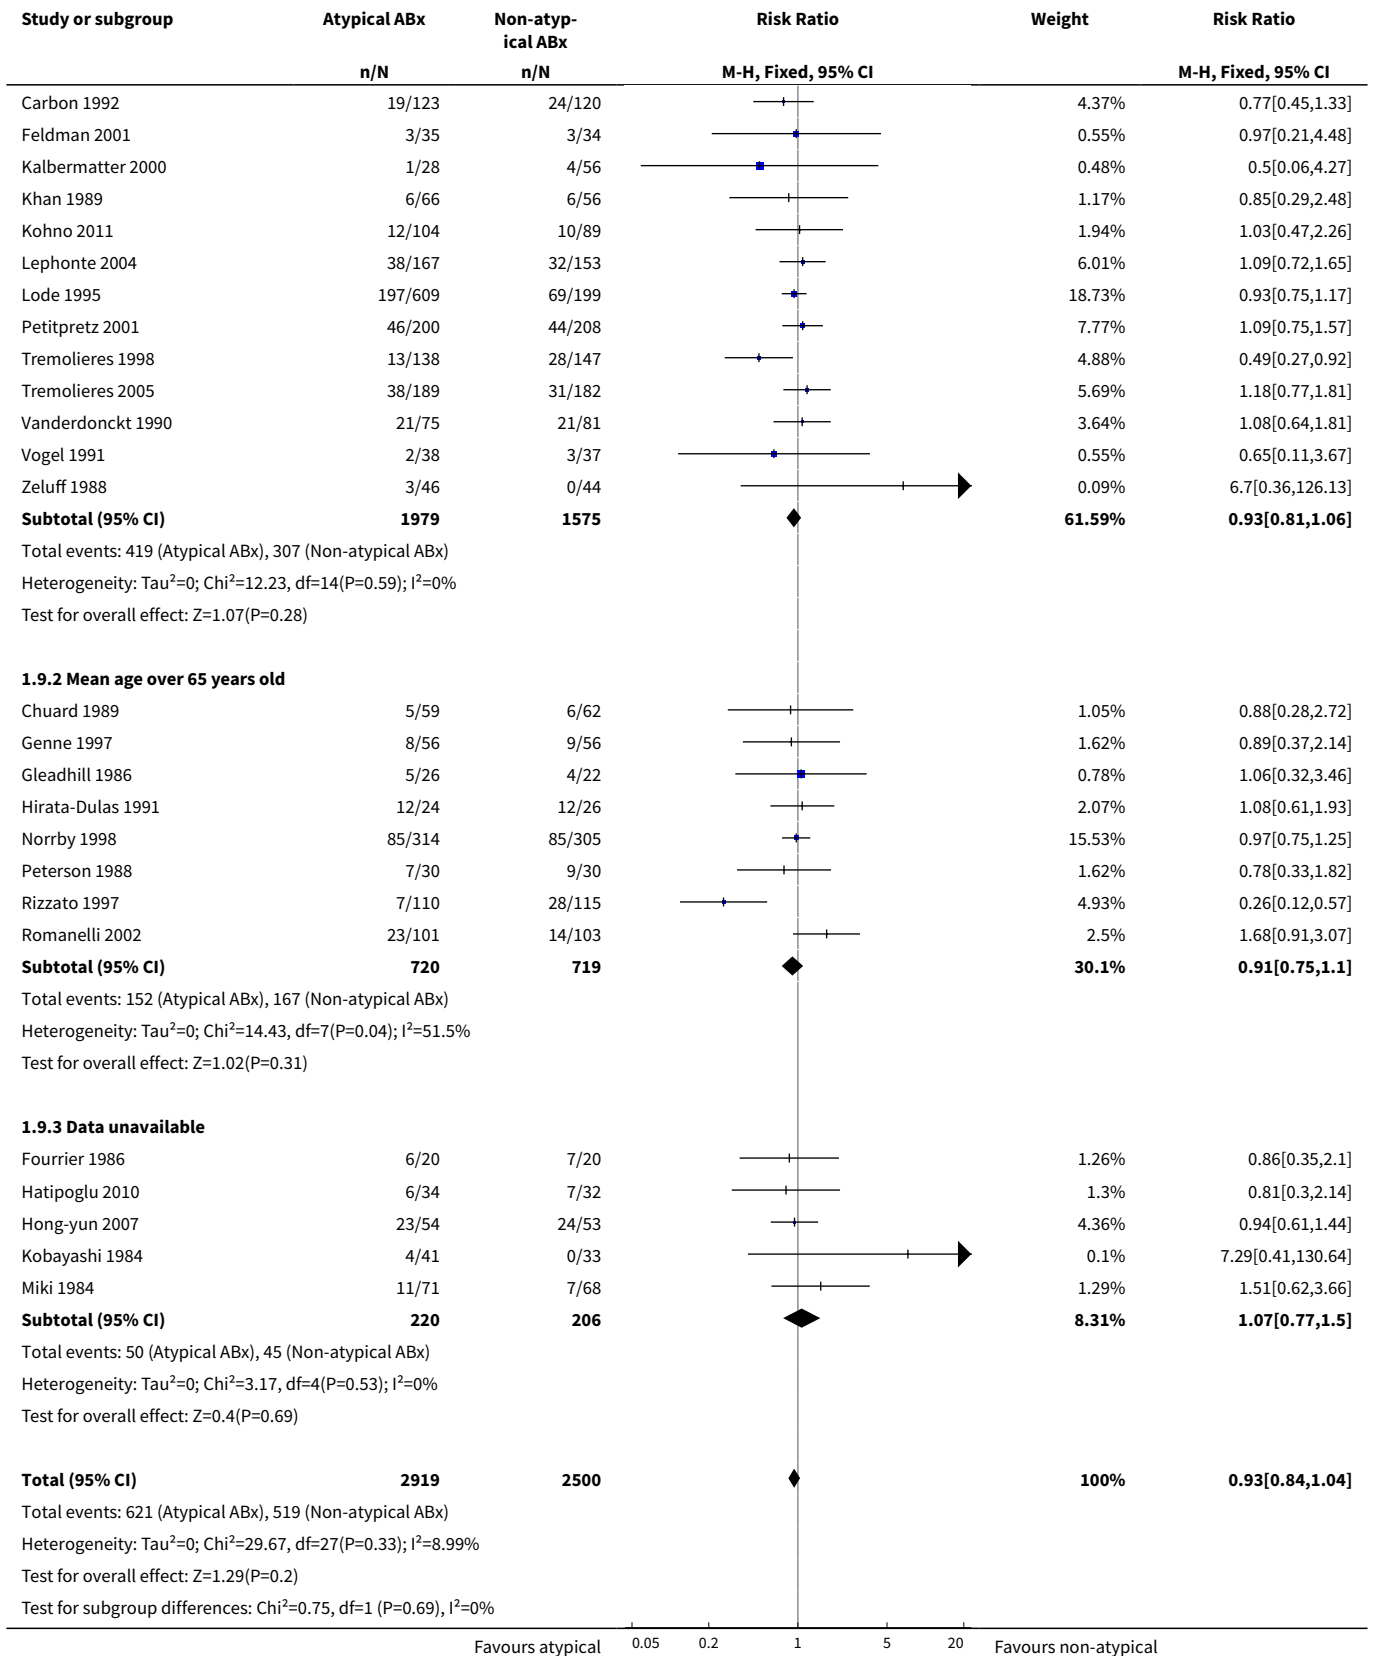 Study or subgroup Atypical ABx Non-atyp- Risk Ratio Weight Risk Ratio
ical ABx
n/N n/N M-H, Fixed, 95% CI M-H, Fixed, 95% CI
Carbon 1992 19/123 24/120 4.37% 0.77[0.45,1.33]
Feldman 2001 3/35 3/34 0.55% 0.97[0.21,4.48]
Kalbermatter 2000 1/28 4/56 0.48% 0.5[0.06,4.27]
Khan 1989 6/66 6/56 1.17% 0.85[0.29,2.48]
Kohno 2011 12/104 10/89 1.94% 1.03[0.47,2.26]
Lephonte 2004 38/167 32/153 6.01% 1.09[0.72,1.65]
Lode 1995 197/609 69/199 18.73% 0.93[0.75,1.17]
Petitpretz 2001 46/200 44/208 7.77% 1.09[0.75,1.57]
Tremolieres 1998 13/138 28/147 4.88% 0.49[0.27,0.92]
Tremolieres 2005 38/189 31/182 5.69% 1.18[0.77,1.81]
Vanderdonckt 1990 21/75 21/81 3.64% 1.08[0.64,1.81]
Vogel 1991 2/38 3/37 0.55% 0.65[0.11,3.67]
Zeluff 1988 3/46 0/44 0.09% 6.7[0.36,126.13]
Subtotal (95% CI) 1979 1575 61.59% 0.93[0.81,1.06]
Total events: 419 (Atypical ABx), 307 (Non-atypical ABx)
Heterogeneity: Tau²=0; Chi²=12.23, df=14(P=0.59); I²=0%
Test for overall effect: Z=1.07(P=0.28)
1.9.2 Mean age over 65 years old
Chuard 1989 5/59 6/62 1.05% 0.88[0.28,2.72]
Genne 1997 8/56 9/56 1.62% 0.89[0.37,2.14]
Gleadhill 1986 5/26 4/22 0.78% 1.06[0.32,3.46]
Hirata-Dulas 1991 12/24 12/26 2.07% 1.08[0.61,1.93]
Norrby 1998 85/314 85/305 15.53% 0.97[0.75,1.25]
Peterson 1988 7/30 9/30 1.62% 0.78[0.33,1.82]
Rizzato 1997 7/110 28/115 4.93% 0.26[0.12,0.57]
Romanelli 2002 23/101 14/103 2.5% 1.68[0.91,3.07]
Subtotal (95% CI) 720 719 30.1% 0.91[0.75,1.1]
Total events: 152 (Atypical ABx), 167 (Non-atypical ABx)
Heterogeneity: Tau²=0; Chi²=14.43, df=7(P=0.04); I²=51.5%
Test for overall effect: Z=1.02(P=0.31)
1.9.3 Data unavailable
Fourrier 1986 6/20 7/20 1.26% 0.86[0.35,2.1]
Hatipoglu 2010 6/34 7/32 1.3% 0.81[0.3,2.14]
Hong-yun 2007 23/54 24/53 4.36% 0.94[0.61,1.44]
Kobayashi 1984 4/41 0/33 0.1% 7.29[0.41,130.64]
Miki 1984 11/71 7/68 1.29% 1.51[0.62,3.66]
Subtotal (95% CI) 220 206 8.31% 1.07[0.77,1.5]
Total events: 50 (Atypical ABx), 45 (Non-atypical ABx)
Heterogeneity: Tau²=0; Chi²=3.17, df=4(P=0.53); I²=0%
Test for overall effect: Z=0.4(P=0.69)
Total (95% CI) 2919 2500 100% 0.93[0.84,1.04]
Total events: 621 (Atypical ABx), 519 (Non-atypical ABx)
Heterogeneity: Tau²=0; Chi²=29.67, df=27(P=0.33); I²=8.99%
Test for overall effect: Z=1.29(P=0.2)
Test for subgroup differences: Chi²=0.75, df=1 (P=0.69), I²=0%
Favours atypical 0.05 0.2 1 5 20 Favours non-atypical